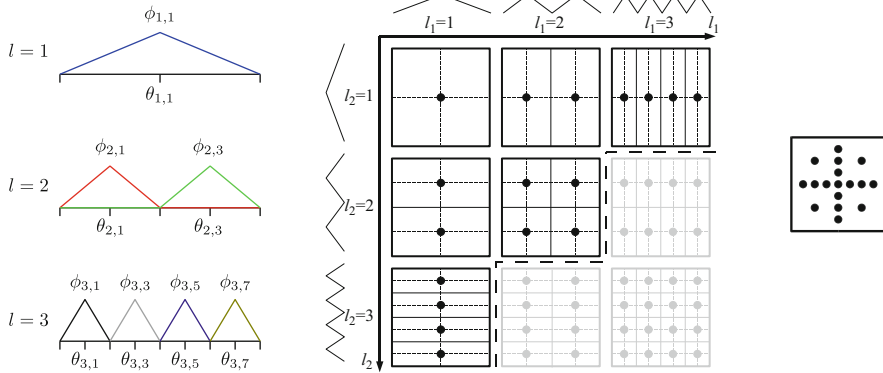 l = 1
ϕ1,1
θ1,1
l = 2
ϕ2,1 ϕ2,3
θ2,1 θ2,3
l = 3
ϕ3,1 ϕ3,3 ϕ3,5 ϕ3,7
θ3,1 θ3,3 θ3,5 θ3,7
l1=1 l1=2 l1=3 l1
l2=1
l2=2
l2=3
l2